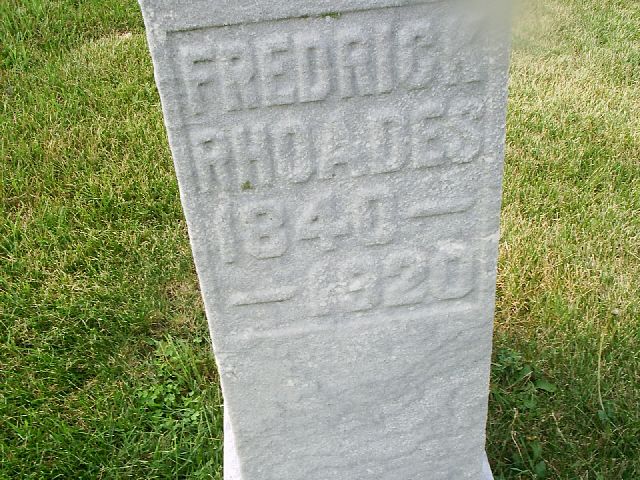 FREDRICK
RHOADES
1840 —
— 1920